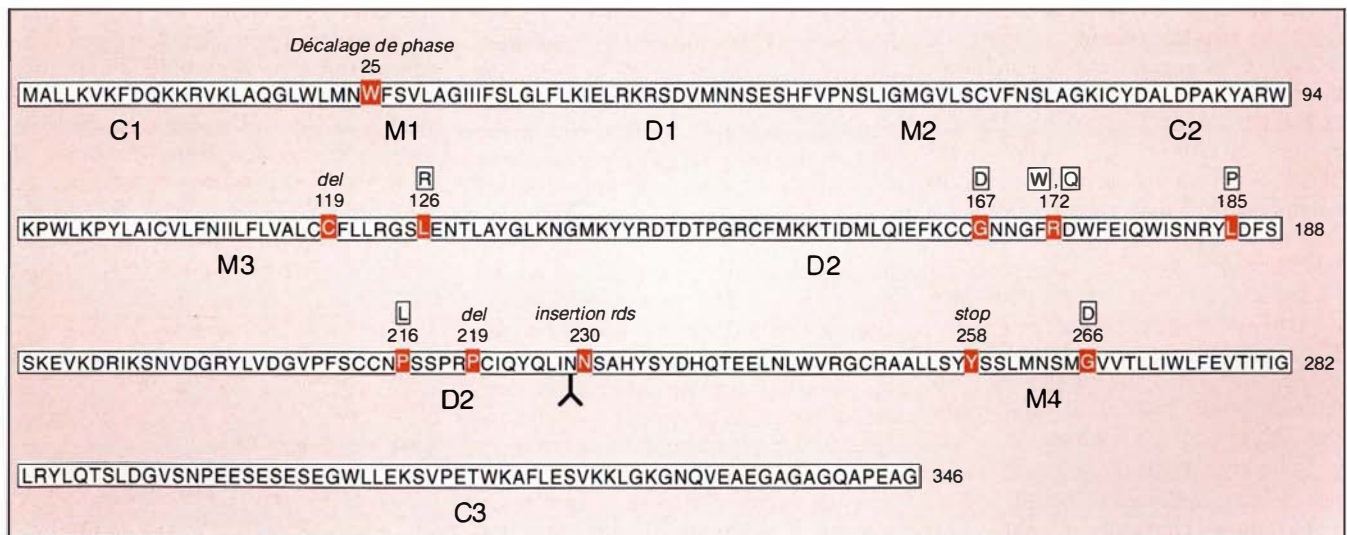 Décalage de phase
25
MALLKVKFDQKKRVKLAQGLWLMNWFSVLAGIIIFSLGLFLKIELRKRSDVMNNSESHFVPNSLIGMGVLSCVFNSLAGKICYDALDPAKYARW 94
C1 M1 D1 M2 C2
del R D W,Q P
119 126 167 172 185
KPWLKPYLAICVLFNIILFLVALCCFLLRGSLENTLAYGLKNGMKYYRDTDTPGRCFMKKTIDMLQIEFKCCGNNGFRDWFEIQWISNRYLDFS 188
M3 D2
L del insertion rds stop D
216 219 230 258 266
SKEVKDRIKSNVDGRYLVDGVPFSCCNPSSPRPCIQYQLINNSAHYSYDHQTEELNLWVRGCRAALLSYYSSLMNSMGVVTLLIWLFEVTITIG 282
D2 M4
LRYLQTSLDGVSNPEESESESEGWLLEKSVPETWKAFLESVKKLGKGNQVEAEGAGAGQAPEAG 346
C3